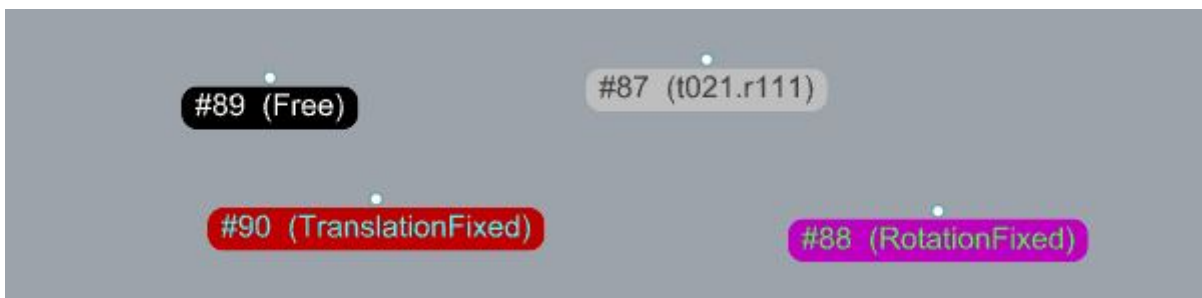 #87  (t021.r111)
#89  (Free)
#90  (TranslationFixed)
#88  (RotationFixed)